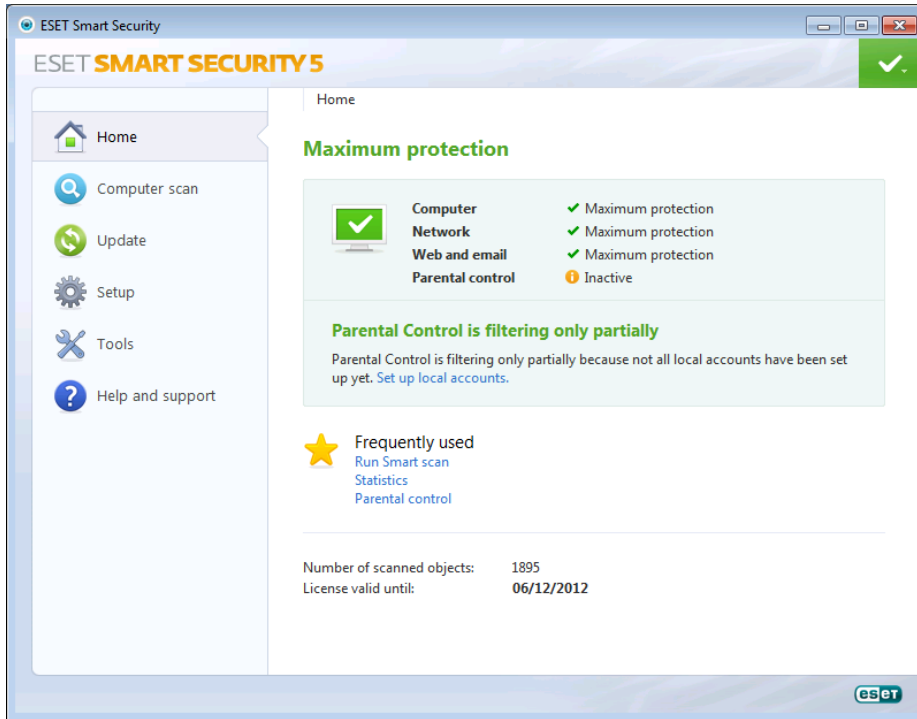 ESET Smart Security
ESET SMART SECURITY 5
Home
Home
Computer scan
Update
Setup
Tools
Help and support
Maximum protection
Computer Maximum protection
Network Maximum protection
Web and email Maximum protection
Parental control Inactive
Parental Control is filtering only partially
Parental Control is filtering only partially because not all local accounts have been set
up yet. Set up local accounts.
Frequently used
Run Smart scan
Statistics
Parental control
Number of scanned objects: 1895
License valid until: 06/12/2012
eset